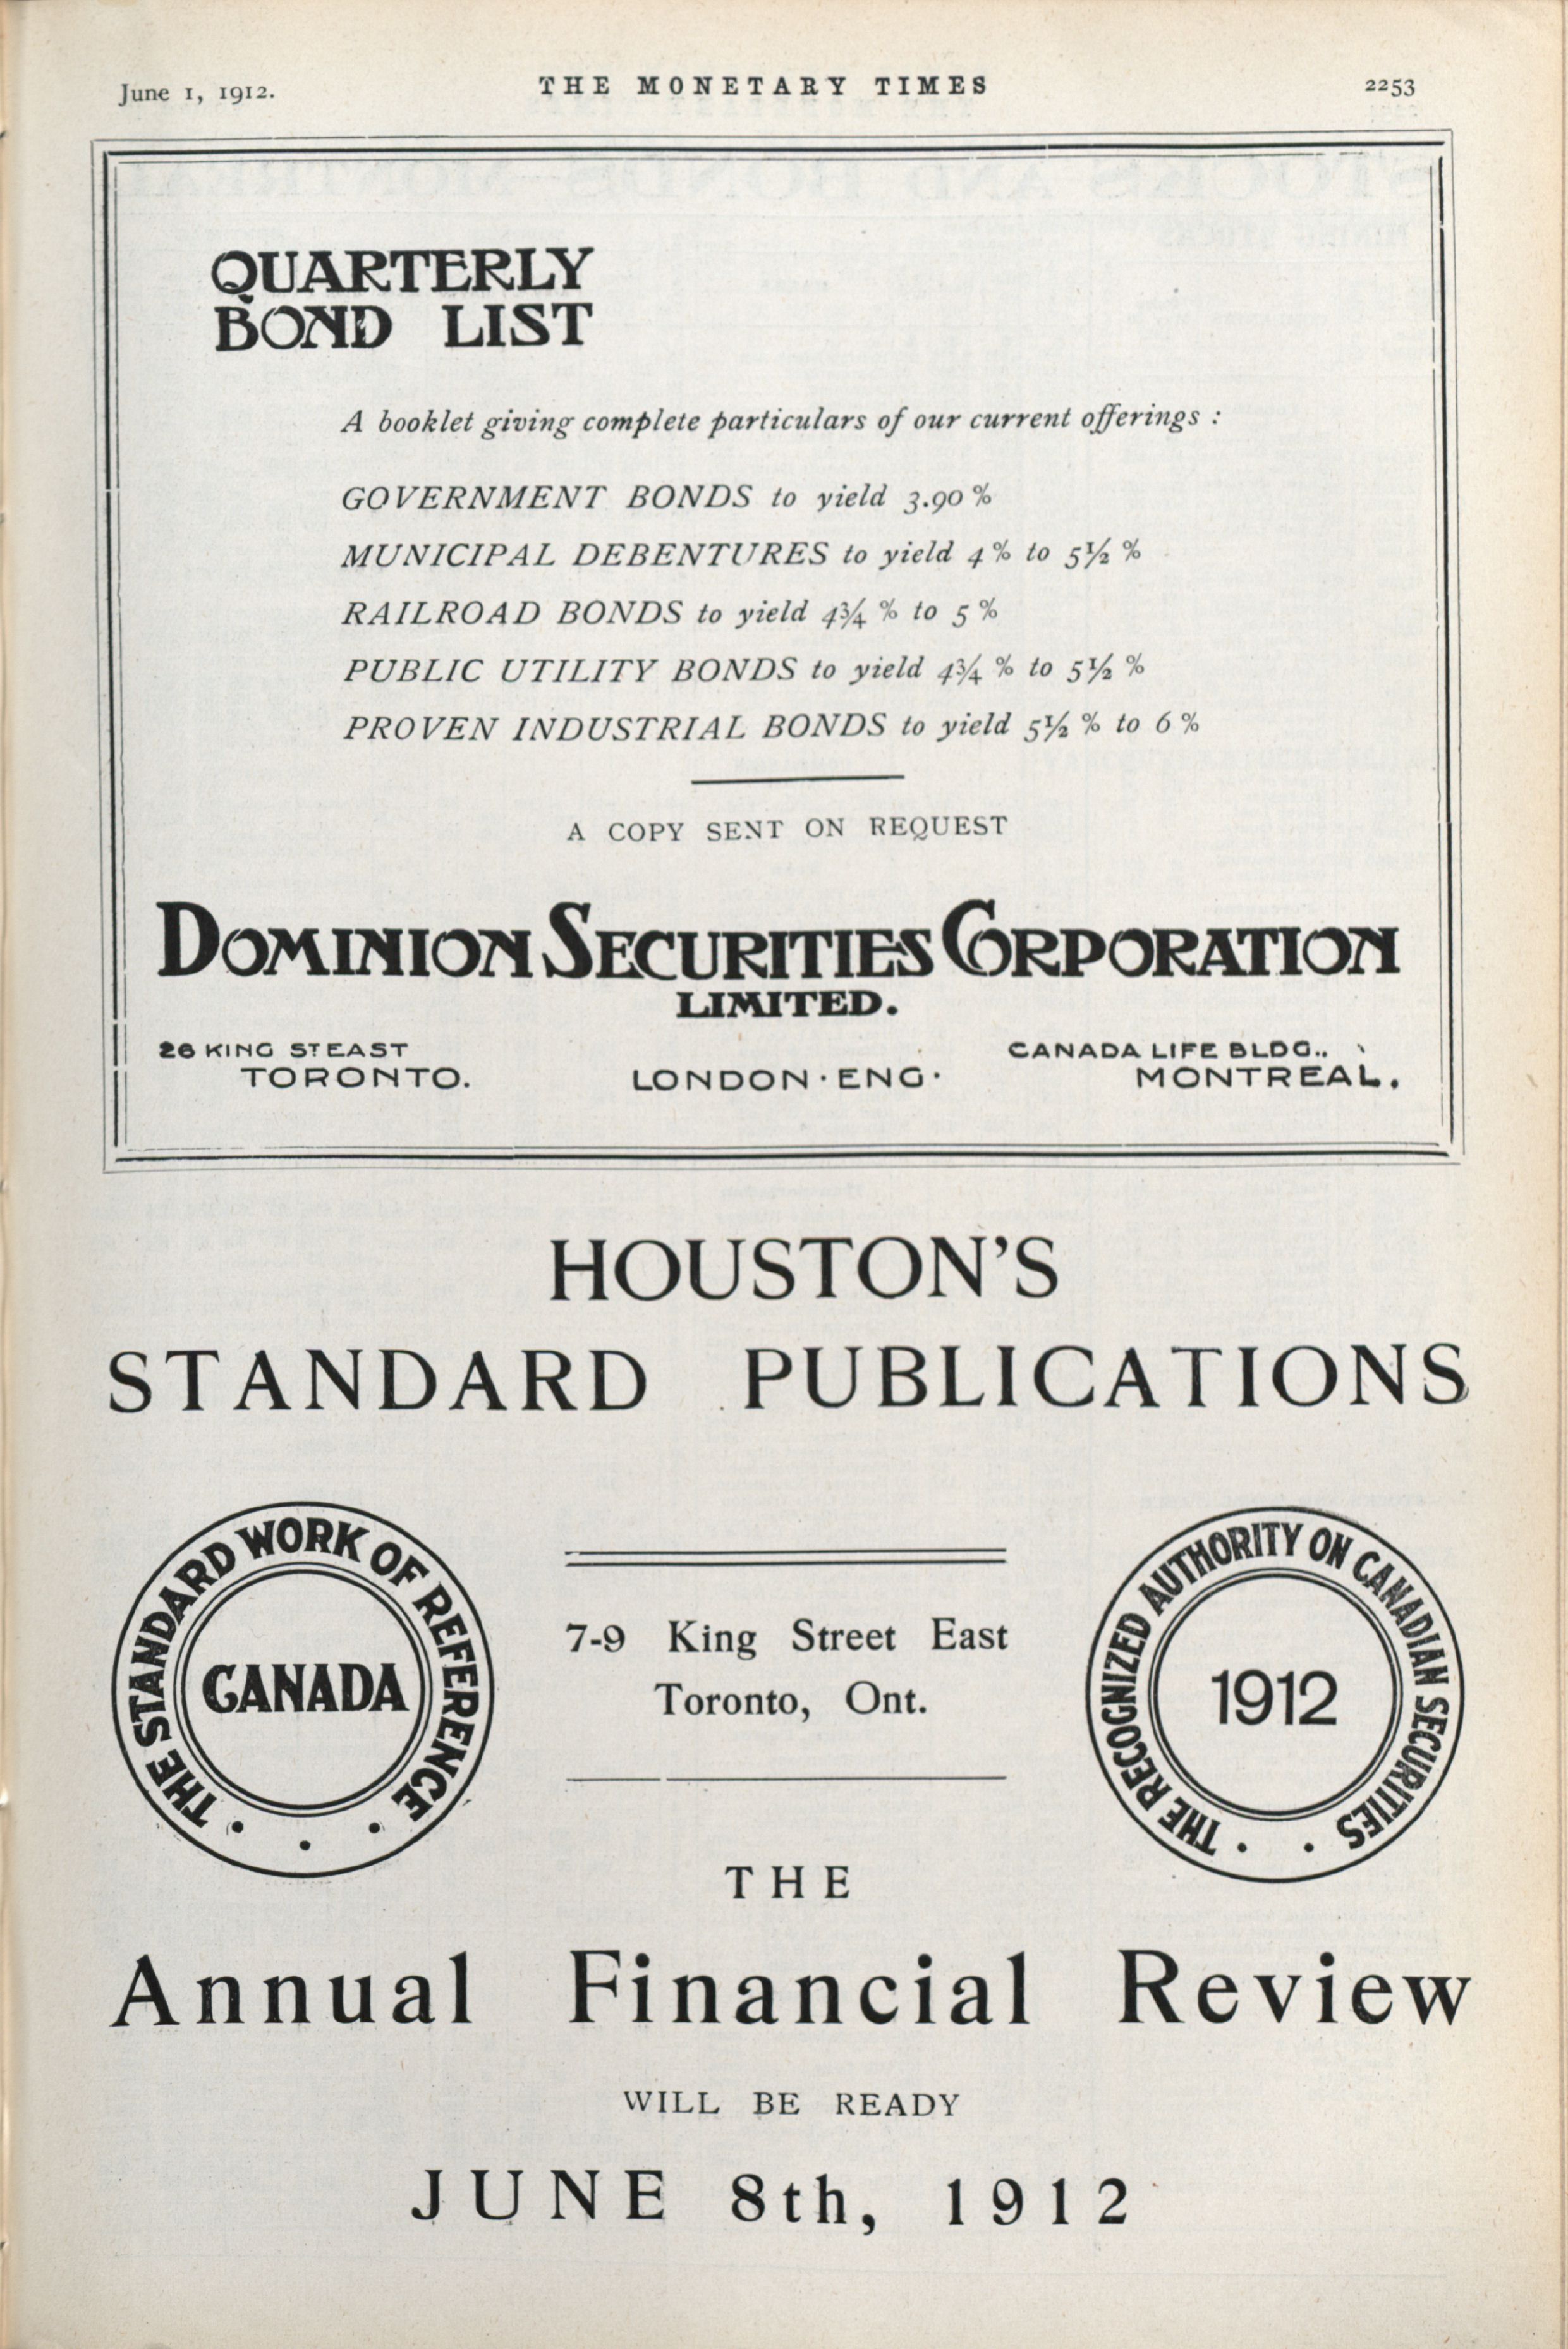 June 1, 1912.
THE MONETARY TIMES
2253
QUARTERLY
BOND LIST
A booklet giving complete particulars of our current offerings :
GOVERNMENT BONDS to yield 3.90 %
MUNICIPAL DEBENTURES to yield 4 % to 5½ %
RAILROAD BONDS to yield 4¾ % to 5 %
PUBLIC UTILITY BONDS to yield 4¾ % to 5½ %
PROVEN INDUSTRIAL BONDS to yield 5½ % to 6 %
A COPY SENT ON REQUEST
DOMINION SECURITIES CORPORATION
LIMITED.
26 KING ST EAST
TORONTO.
LONDON·ENG·
CANADA LIFE BLDG..
MONTREAL.
HOUSTON'S
STANDARD PUBLICATIONS
THE STANDARD WORK OF REFERENCE
CANADA
7-9 King Street East
Toronto, Ont.
THE RECOGNIZED AUTHORITY ON CANADIAN SECURITIES
1912
THE
Annual Financial Review
WILL BE READY
JUNE 8th, 1912